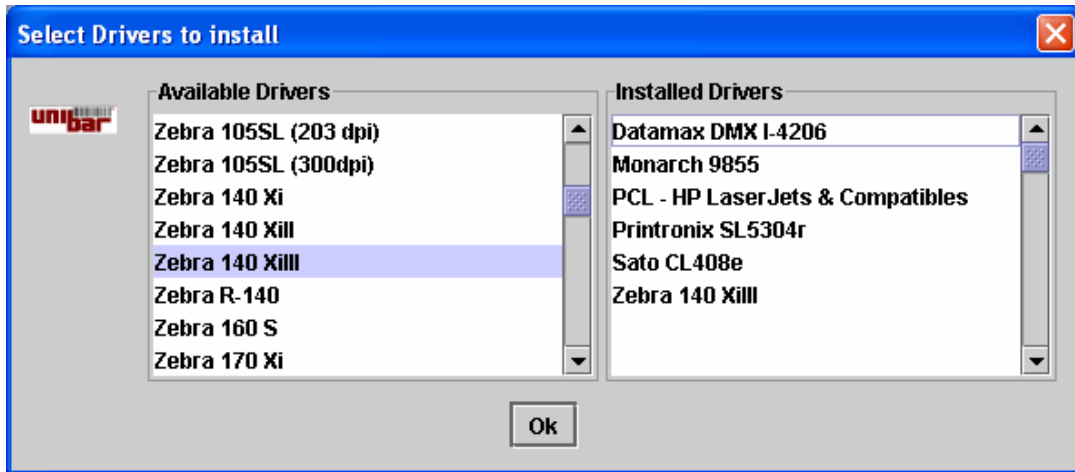 Select Drivers to install
unibar
Available Drivers
Zebra 105SL (203 dpi)
Zebra 105SL (300dpi)
Zebra 140 Xi
Zebra 140 XiII
Zebra 140 XiIII
Zebra R-140
Zebra 160 S
Zebra 170 Xi
Installed Drivers
Datamax DMX I-4206
Monarch 9855
PCL - HP LaserJets & Compatibles
Printronix SL5304r
Sato CL408e
Zebra 140 XiIII
Ok